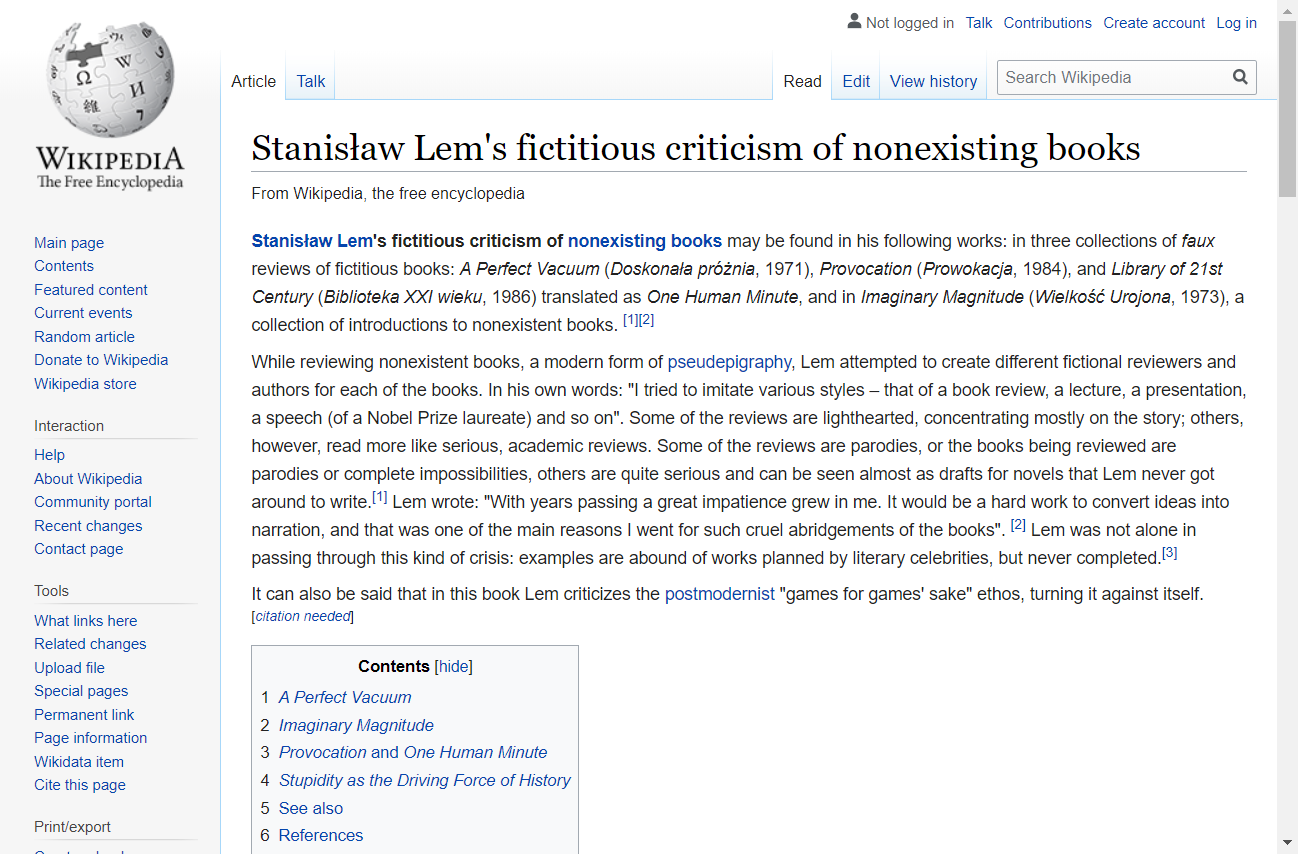 Not logged in Talk Contributions Create account Log in
Article Talk Read Edit View history Search Wikipedia
WIKIPEDIA
The Free Encyclopedia
Main page
Contents
Featured content
Current events
Random article
Donate to Wikipedia
Wikipedia store
Interaction
Help
About Wikipedia
Community portal
Recent changes
Contact page
Tools
What links here
Related changes
Upload file
Special pages
Permanent link
Page information
Wikidata item
Cite this page
Print/export
Stanisław Lem's fictitious criticism of nonexisting books
From Wikipedia, the free encyclopedia
Stanisław Lem's fictitious criticism of nonexisting books may be found in his following works: in three collections of faux
reviews of fictitious books: A Perfect Vacuum (Doskonała próżnia, 1971), Provocation (Prowokacja, 1984), and Library of 21st
Century (Biblioteka XXI wieku, 1986) translated as One Human Minute, and in Imaginary Magnitude (Wielkość Urojona, 1973), a
collection of introductions to nonexistent books. [1][2]
While reviewing nonexistent books, a modern form of pseudepigraphy, Lem attempted to create different fictional reviewers and
authors for each of the books. In his own words: "I tried to imitate various styles – that of a book review, a lecture, a presentation,
a speech (of a Nobel Prize laureate) and so on". Some of the reviews are lighthearted, concentrating mostly on the story; others,
however, read more like serious, academic reviews. Some of the reviews are parodies, or the books being reviewed are
parodies or complete impossibilities, others are quite serious and can be seen almost as drafts for novels that Lem never got
around to write.[1] Lem wrote: "With years passing a great impatience grew in me. It would be a hard work to convert ideas into
narration, and that was one of the main reasons I went for such cruel abridgements of the books". [2] Lem was not alone in
passing through this kind of crisis: examples are abound of works planned by literary celebrities, but never completed.[3]
It can also be said that in this book Lem criticizes the postmodernist "games for games' sake" ethos, turning it against itself.
[citation needed]
Contents [hide]
1 A Perfect Vacuum
2 Imaginary Magnitude
3 Provocation and One Human Minute
4 Stupidity as the Driving Force of History
5 See also
6 References